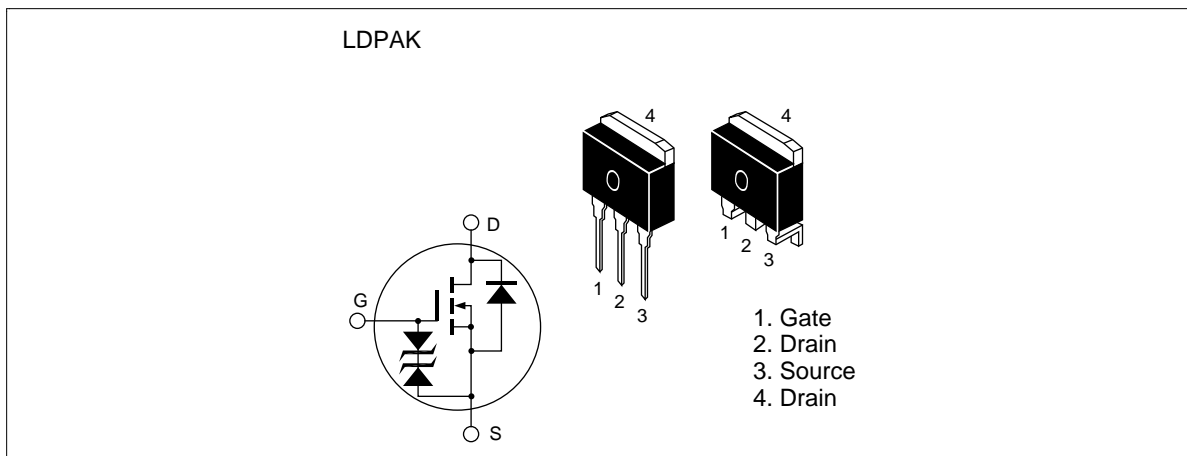 LDPAK
4
4
1
2
3
1
2
3
D
G
S
1. Gate
2. Drain
3. Source
4. Drain